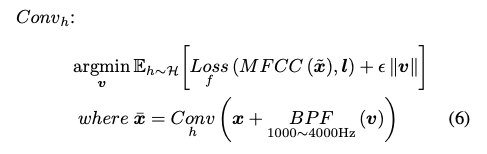 Conv_h:
argmin_v 𝔼_{h∼ℋ} [ Loss_f (MFCC (x̃), l) + ϵ ‖v‖ ]
where x̄ = Conv_h ( x + BPF_{1000∼4000Hz} (v) ) (6)